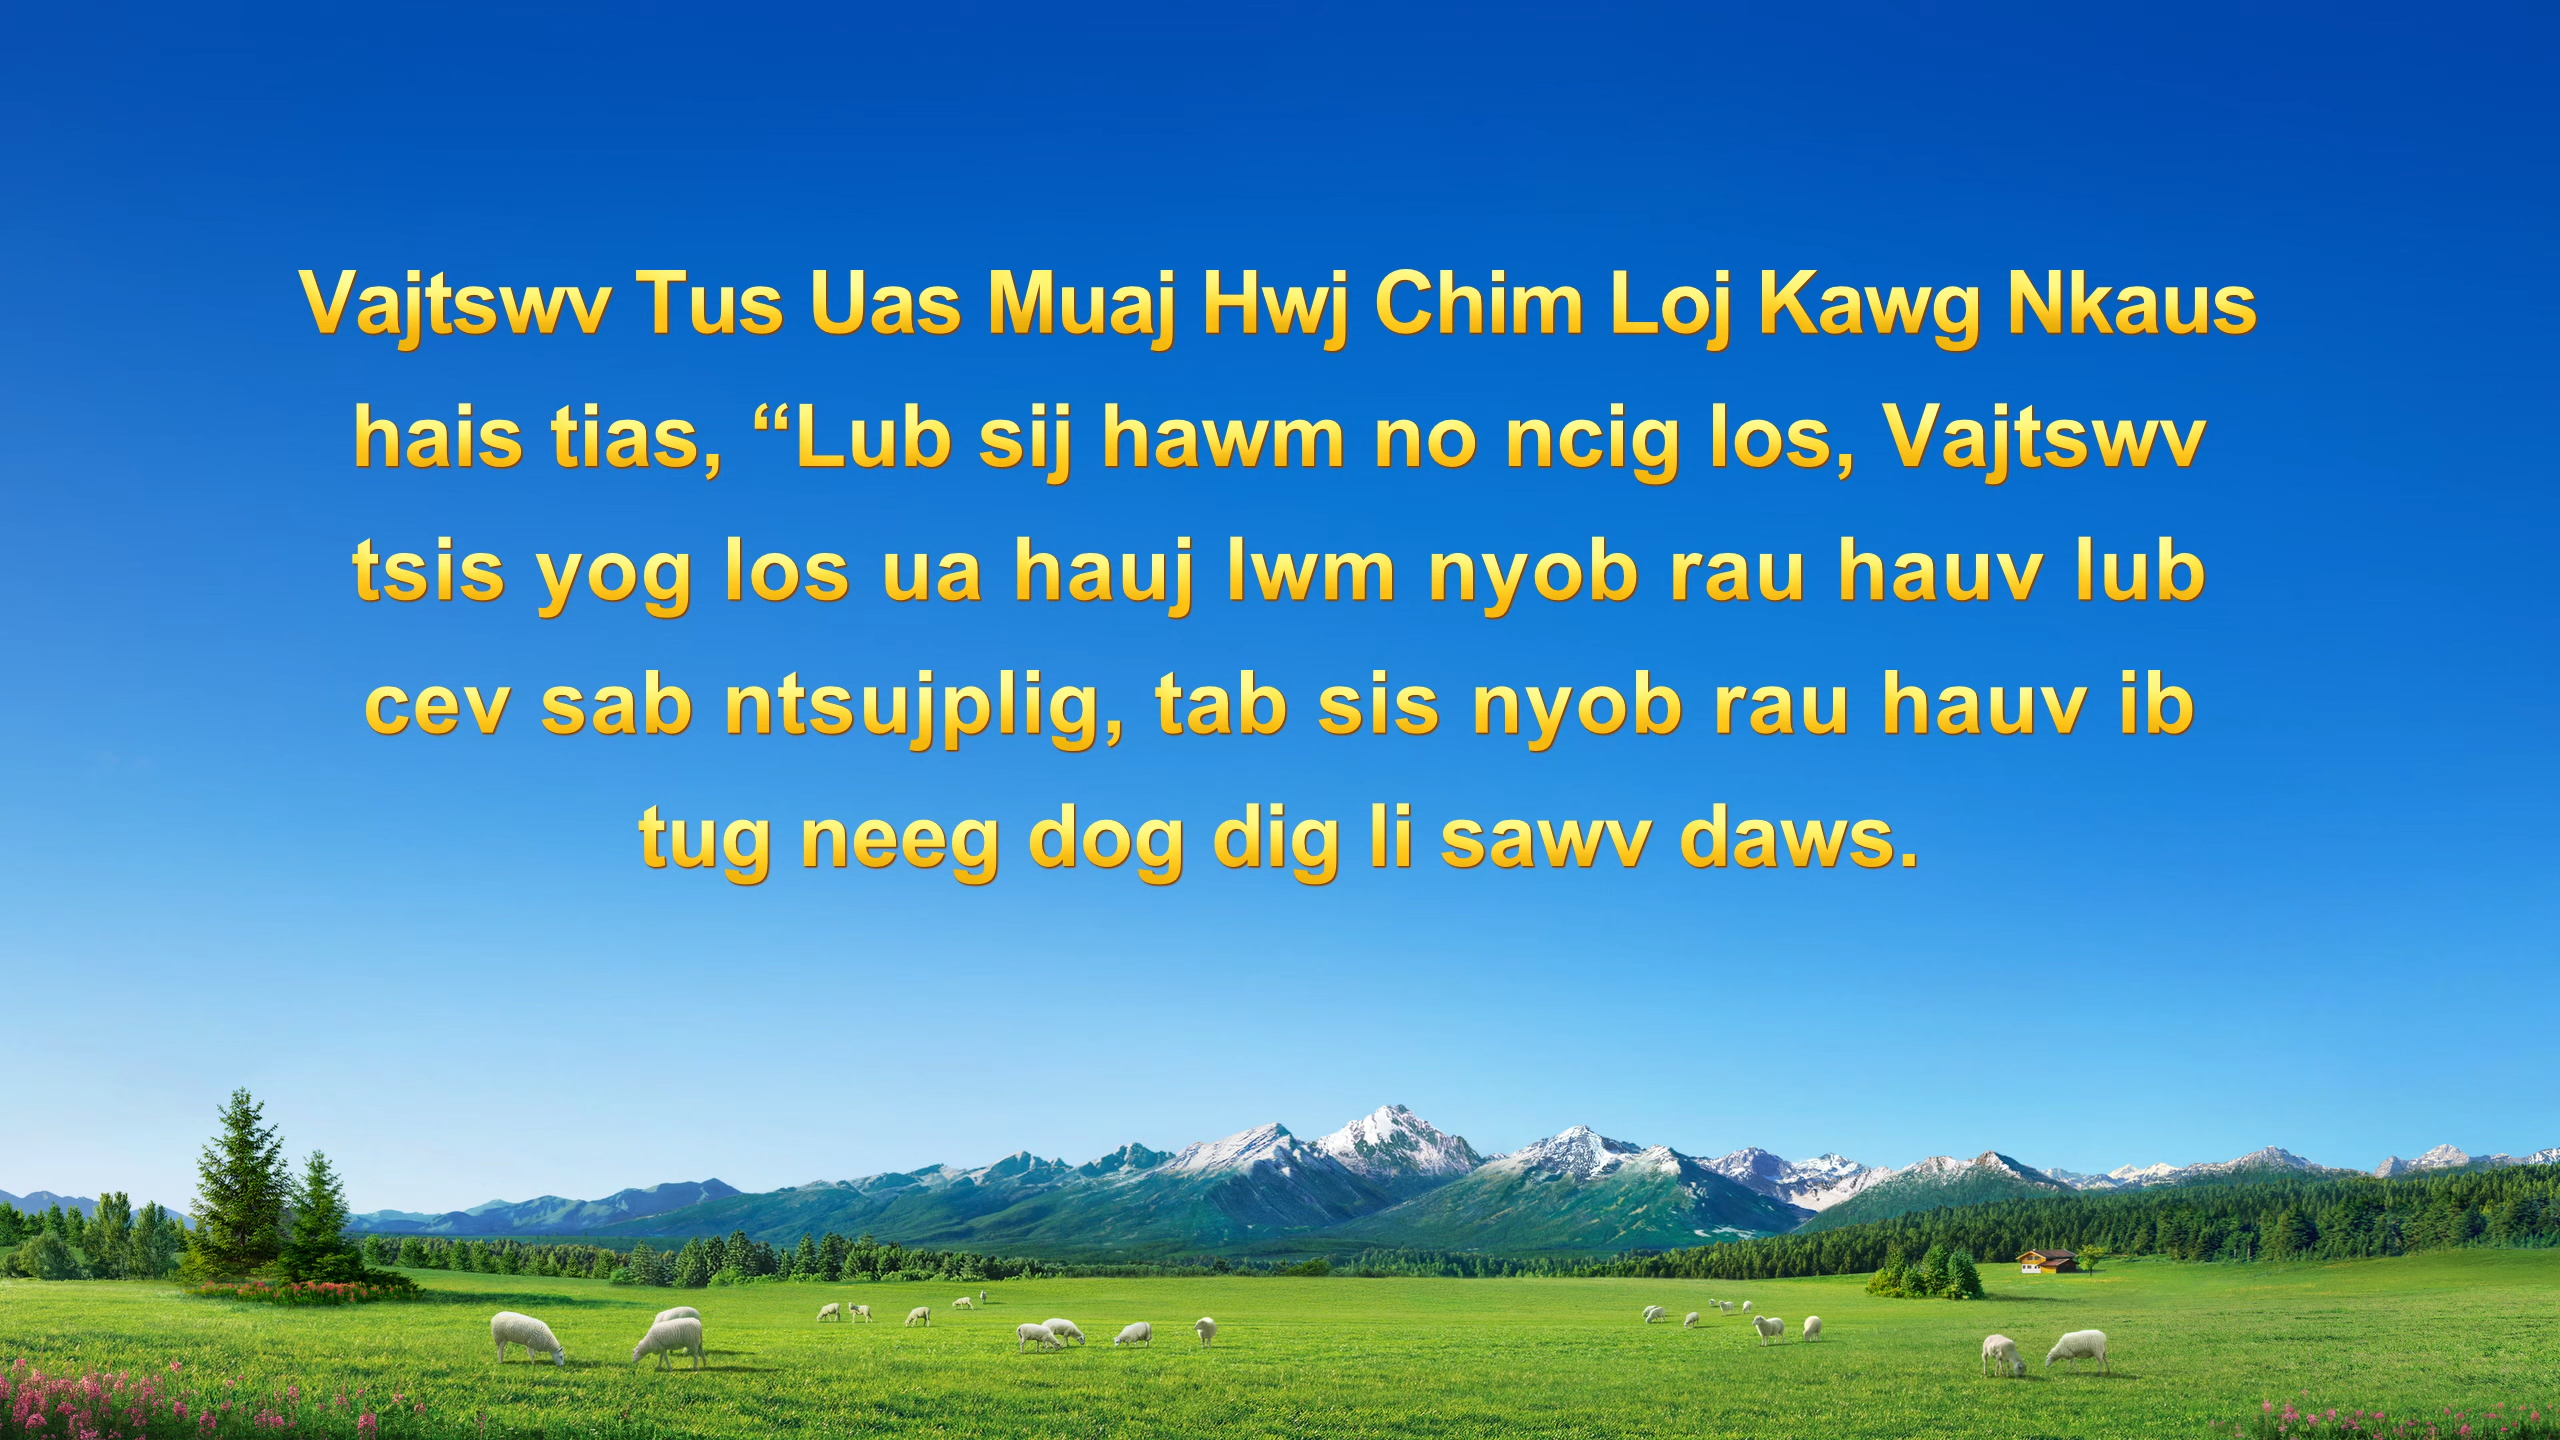 Vajtswv Tus Uas Muaj Hwj Chim Loj Kawg Nkaus
hais tias, “Lub sij hawm no ncig los, Vajtswv
tsis yog los ua hauj lwm nyob rau hauv lub
cev sab ntsujplig, tab sis nyob rau hauv ib
tug neeg dog dig li sawv daws.